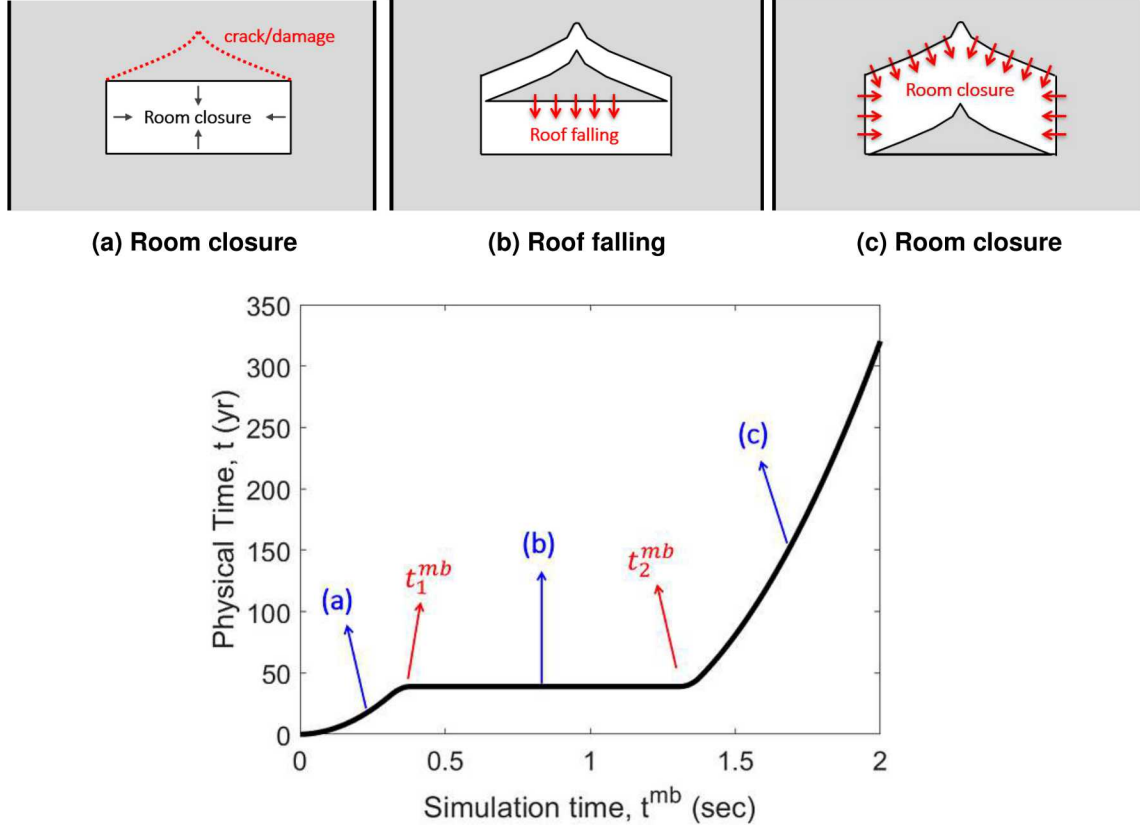 crack/damage
Room closure
Roof falling
Room closure
(a) Room closure
(b) Roof falling
(c) Room closure
350
300
250
200
150
100
50
0
Physical Time, t (yr)
(a)
t₁ᵐᵇ
(b)
t₂ᵐᵇ
(c)
0
0.5
1
1.5
2
Simulation time, tᵐᵇ (sec)